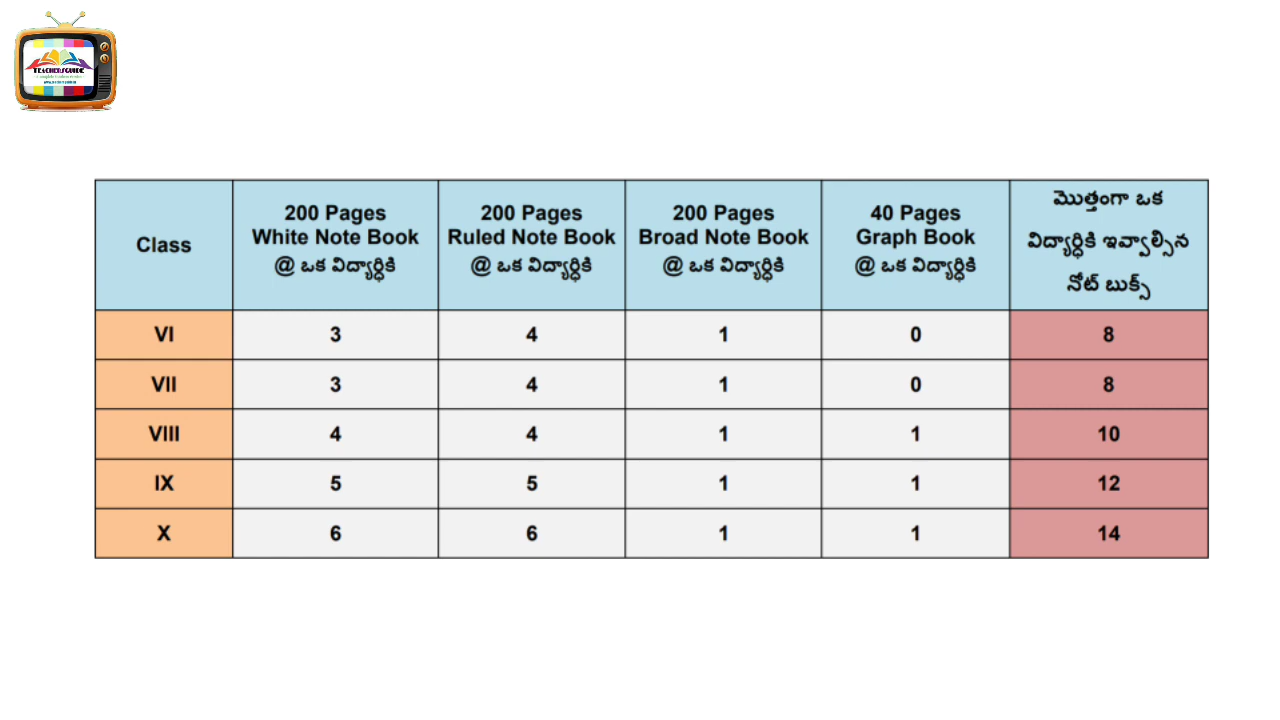 TEACHERSGUIDE
Class
200 Pages
White Note Book
@ ఒక విద్యార్థికి
200 Pages
Ruled Note Book
@ ఒక విద్యార్థికి
200 Pages
Broad Note Book
@ ఒక విద్యార్థికి
40 Pages
Graph Book
@ ఒక విద్యార్థికి
మొత్తంగా ఒక
విద్యార్థికి ఇవ్వాల్సిన
నోట్ బుక్స్
VI 3 4 1 0 8
VII 3 4 1 0 8
VIII 4 4 1 1 10
IX 5 5 1 1 12
X 6 6 1 1 14